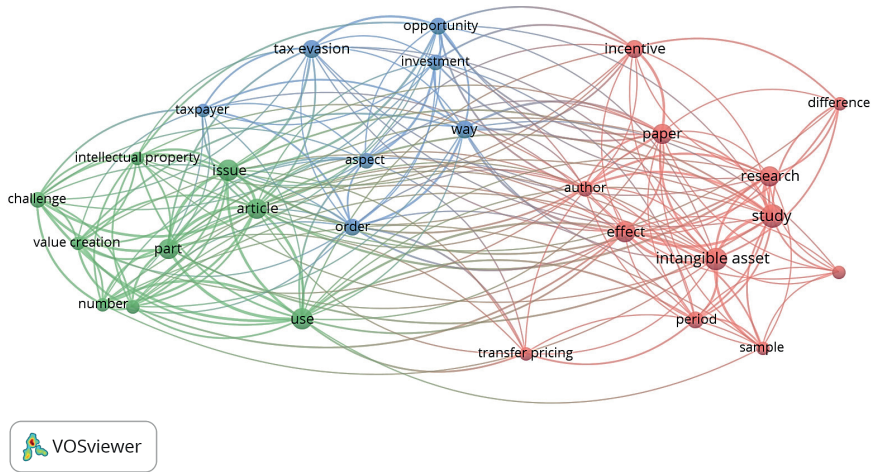 opportunity
tax evasion
incentive
investment
difference
taxpayer
way
paper
intellectual property
aspect
issue
research
author
challenge
article
study
order
effect
value creation
part
intangible asset
number
use
period
transfer pricing
sample
VOSviewer